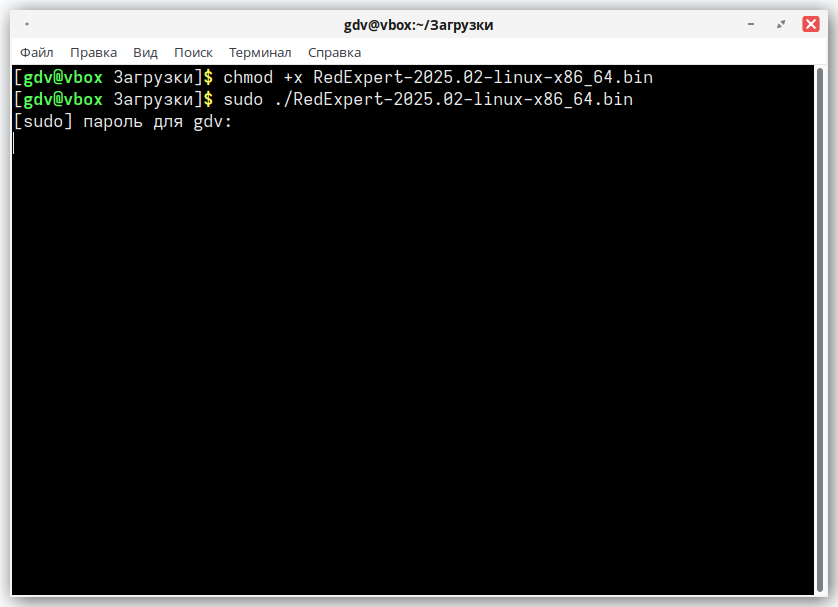 gdv@vbox:~/Загрузки
Файл Правка Вид Поиск Терминал Справка
[gdv@vbox Загрузки]$ chmod +x RedExpert-2025.02-linux-x86_64.bin
[gdv@vbox Загрузки]$ sudo ./RedExpert-2025.02-linux-x86_64.bin
[sudo] пароль для gdv: